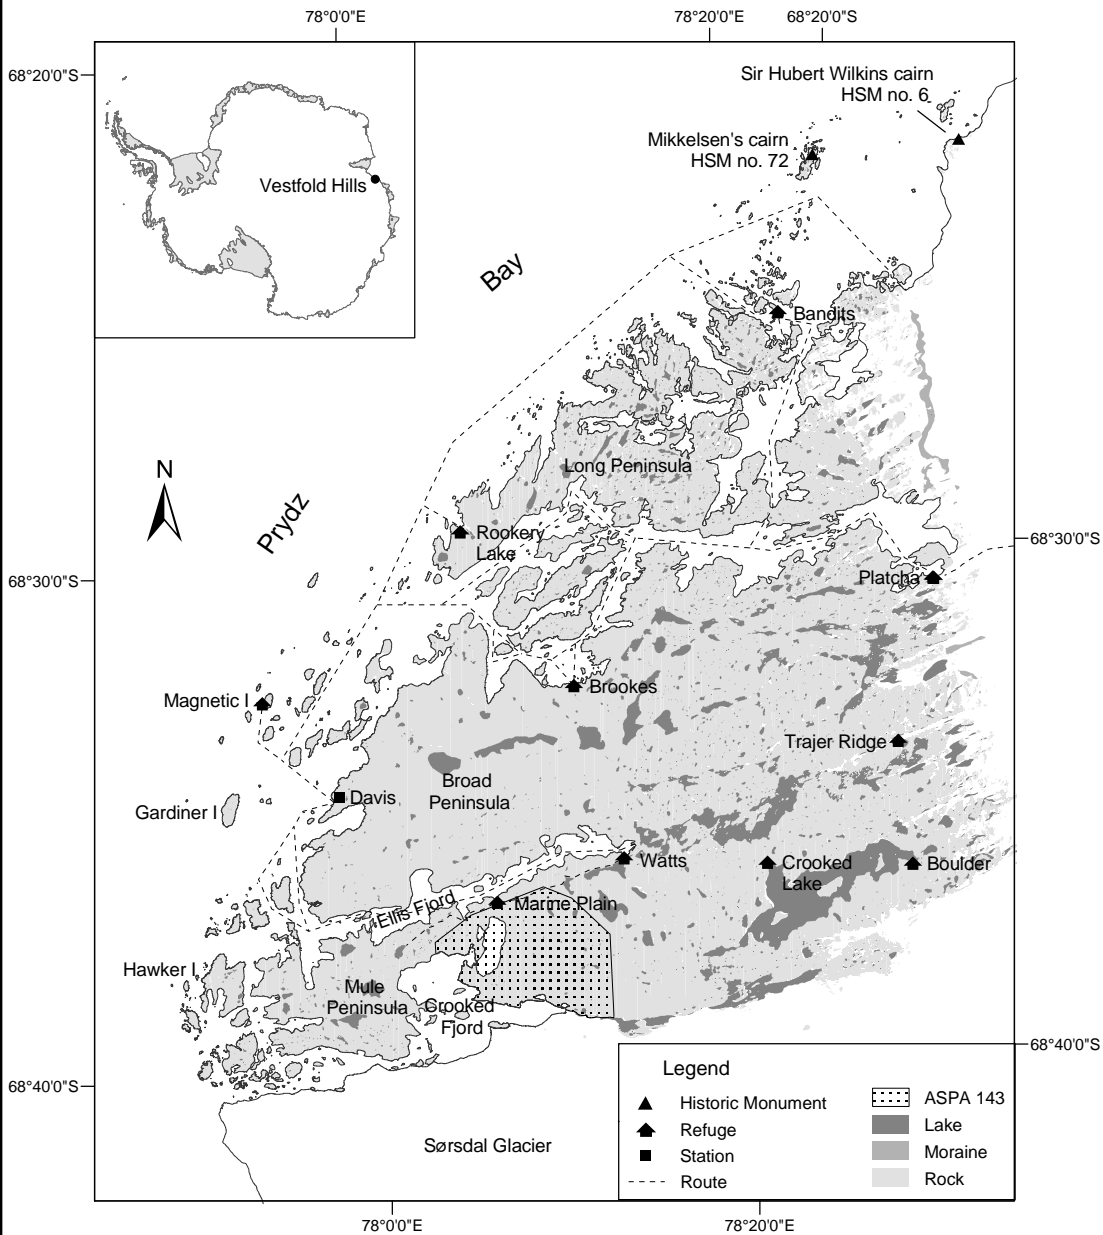 78°0'0"E
78°20'0"E
68°20'0"S
68°20'0"S
Sir Hubert Wilkins cairn
HSM no. 6
Mikkelsen's cairn
HSM no. 72
Vestfold Hills
Bay
Bandits
Long Peninsula
N
Prydz
Rookery
Lake
68°30'0"S
68°30'0"S
Platcha
Brookes
Magnetic I
Trajer Ridge
Broad
Peninsula
Davis
Gardiner I
Watts
Crooked
Lake
Boulder
Ellis Fjord
Marine Plain
Hawker I
Mule
Peninsula
Crooked
Fjord
68°40'0"S
68°40'0"S
Sørsdal Glacier
Legend
Historic Monument
Refuge
Station
Route
ASPA 143
Lake
Moraine
Rock
78°0'0"E
78°20'0"E